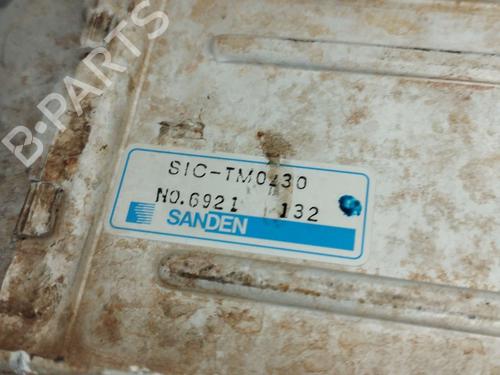 B-PARTS
SIC-TM0430
NO.6921 132
SANDEN